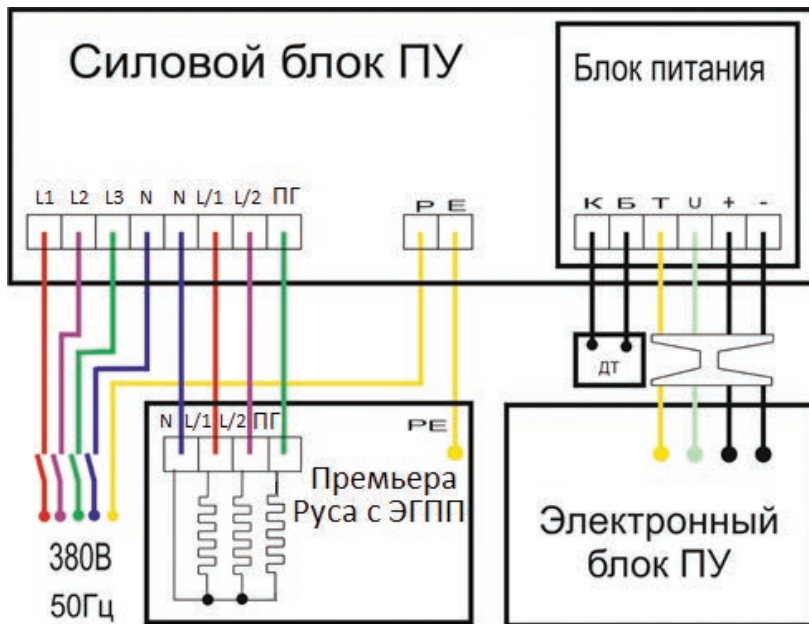 Силовой блок ПУ
Блок питания
L1 L2 L3 N N L/1 L/2 ПГ
P E
К Б Т U + -
ДТ
N L/1 L/2 ПГ
PE
Премьера
Руса с ЭГПП
380В
50Гц
Электронный
блок ПУ